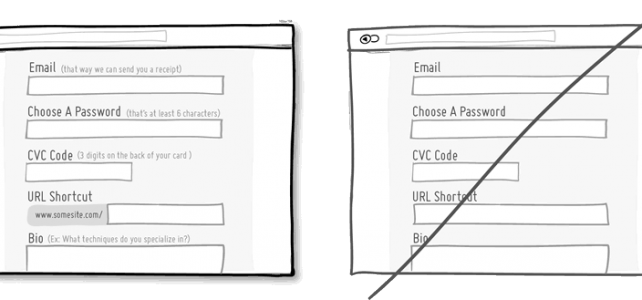 Email (that way we can send you a receipt)
Choose A Password (that's at least 6 characters)
CVC Code (3 digits on the back of your card )
URL Shortcut
www.somesite.com/
Bio (Ex: What techniques do you specialize in?)
Email
Choose A Password
CVC Code
URL Shortcut
Bio